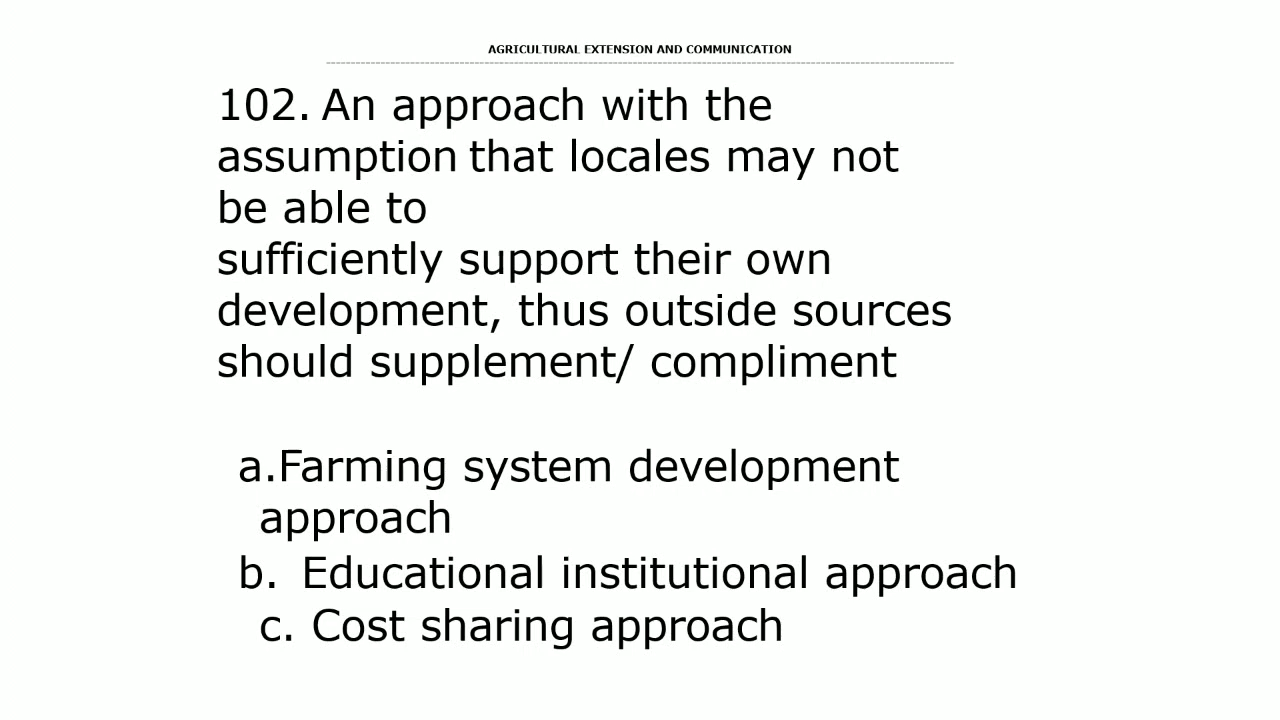 AGRICULTURAL EXTENSION AND COMMUNICATION
102. An approach with the
assumption that locales may not
be able to
sufficiently support their own
development, thus outside sources
should supplement/ compliment
a.Farming system development
approach
b. Educational institutional approach
c. Cost sharing approach